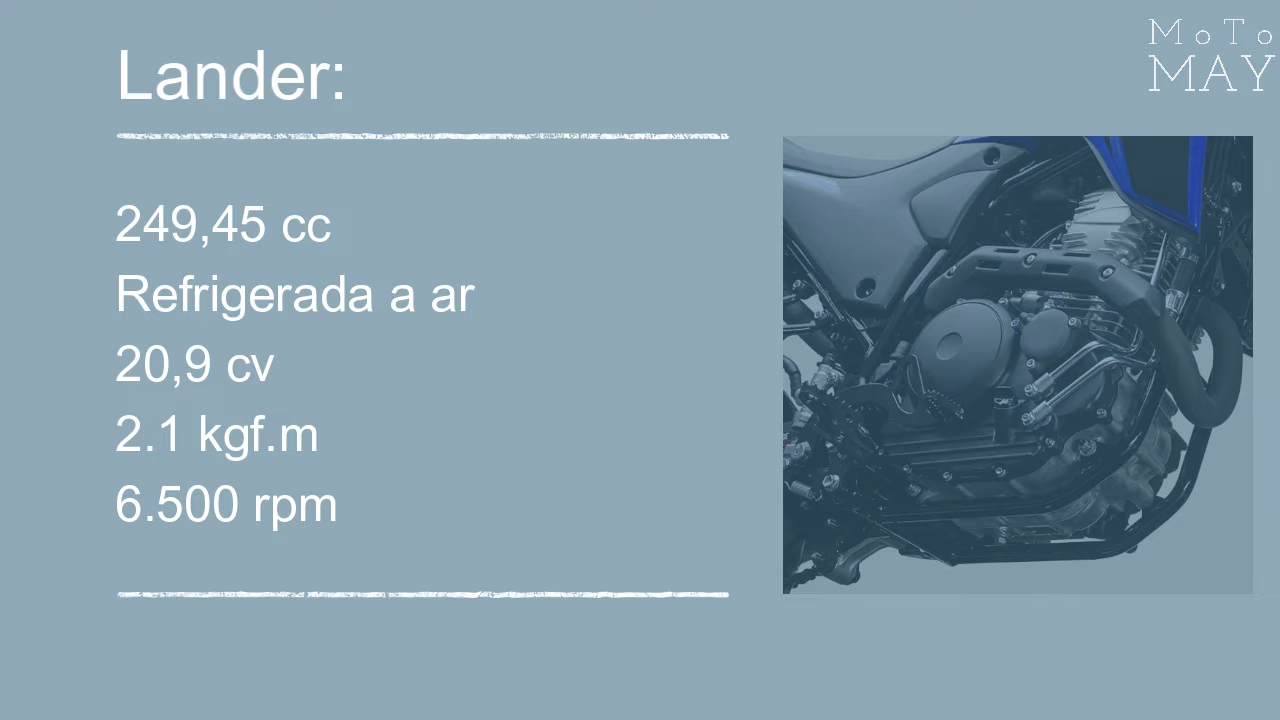 Lander:
MoTo
MAY
249,45 cc
Refrigerada a ar
20,9 cv
2.1 kgf.m
6.500 rpm